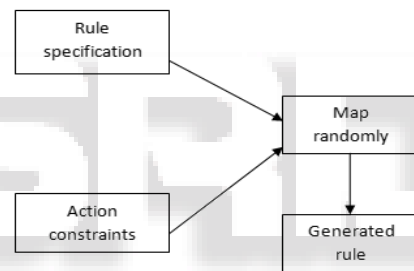 Rule
specification
Map
randomly
Action
constraints
Generated
rule